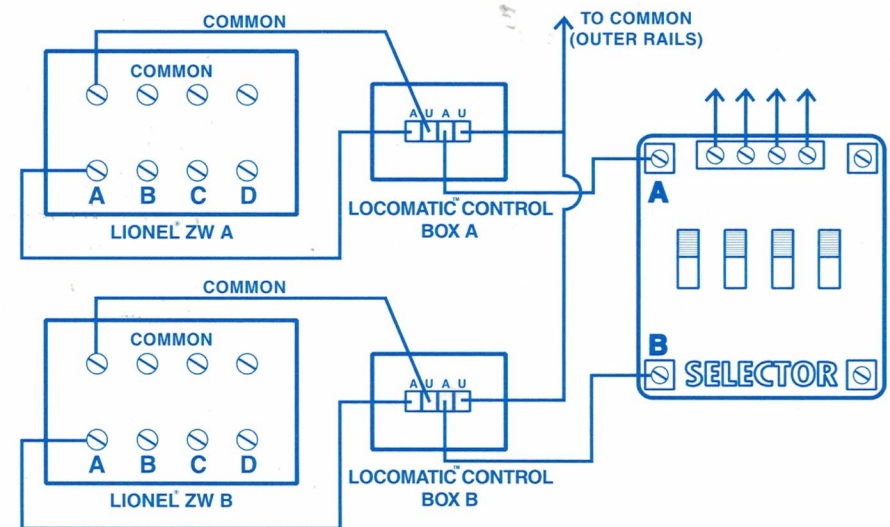 COMMON
TO COMMON
(OUTER RAILS)
COMMON
A U A U
A B C D
LIONEL® ZW A
LOCOMATIC™ CONTROL
BOX A
A
COMMON
COMMON
A U A U
B
SELECTOR
A B C D
LIONEL® ZW B
LOCOMATIC™ CONTROL
BOX B